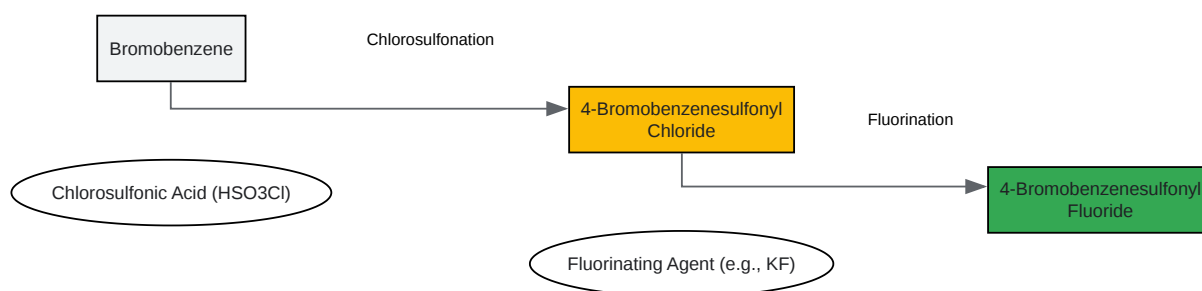 Bromobenzene
Chlorosulfonation
4-Bromobenzenesulfonyl
Chloride
Fluorination
Chlorosulfonic Acid (HSO3Cl)
4-Bromobenzenesulfonyl
Fluoride
Fluorinating Agent (e.g., KF)